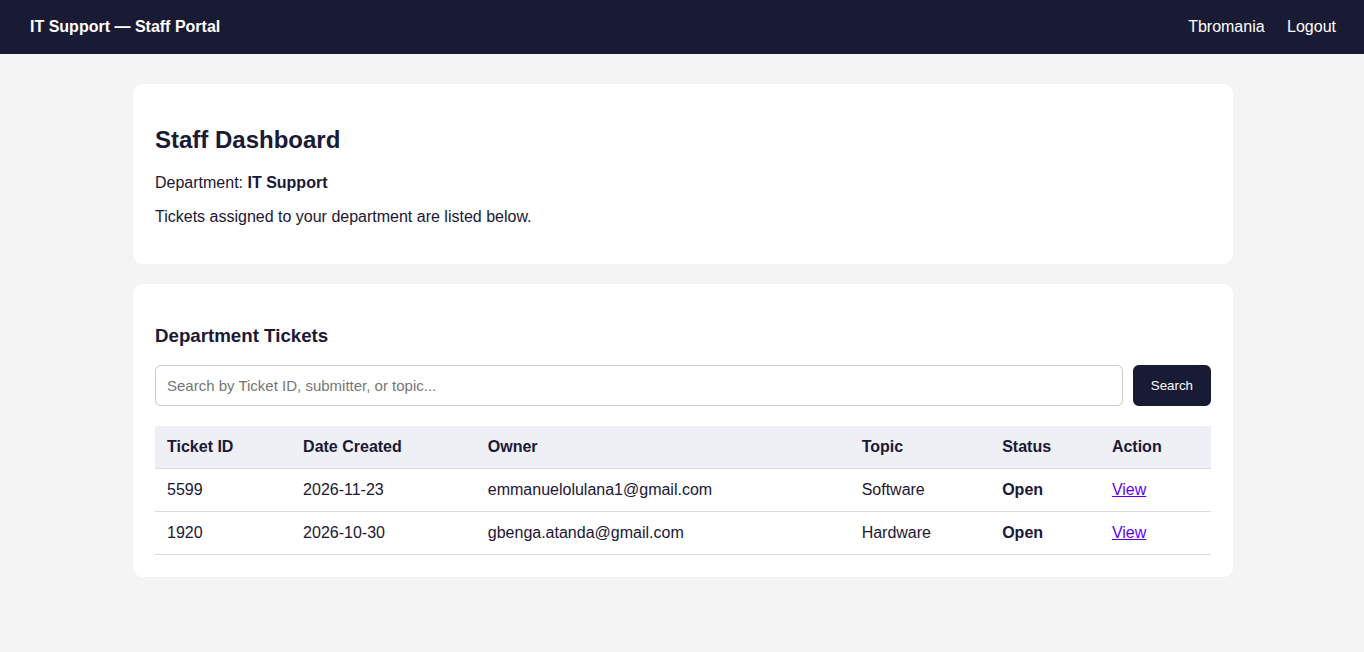 IT Support — Staff Portal Tbromania Logout
Staff Dashboard
Department: IT Support
Tickets assigned to your department are listed below.
Department Tickets
Search by Ticket ID, submitter, or topic... Search
Ticket ID Date Created Owner Topic Status Action
5599 2026-11-23 emmanuelolulana1@gmail.com Software Open View
1920 2026-10-30 gbenga.atanda@gmail.com Hardware Open View